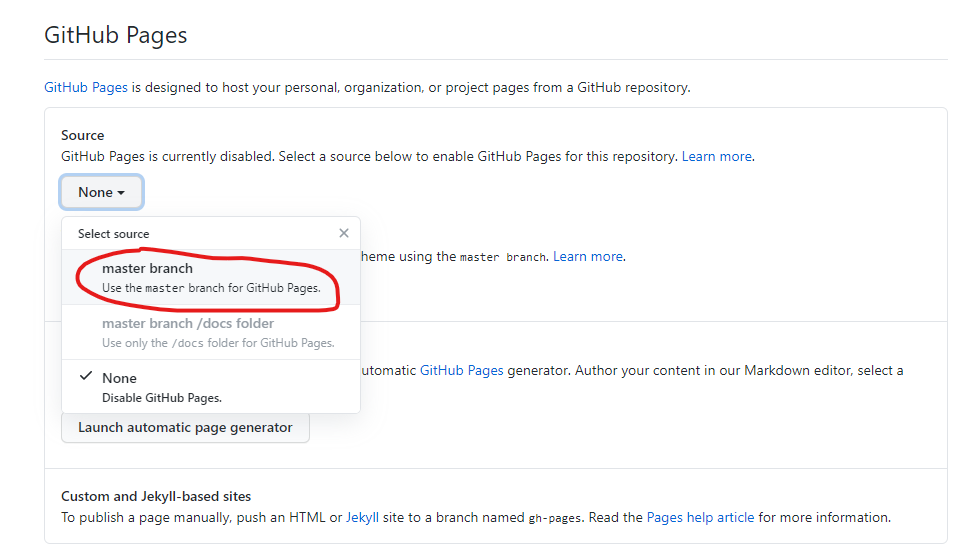 GitHub Pages
GitHub Pages is designed to host your personal, organization, or project pages from a GitHub repository.
Source
GitHub Pages is currently disabled. Select a source below to enable GitHub Pages for this repository. Learn more.
None
Select source
heme using the master branch. Learn more.
master branch
Use the master branch for GitHub Pages.
master branch /docs folder
Use only the /docs folder for GitHub Pages.
utomatic GitHub Pages generator. Author your content in our Markdown editor, select a
None
Disable GitHub Pages.
Launch automatic page generator
Custom and Jekyll-based sites
To publish a page manually, push an HTML or Jekyll site to a branch named gh-pages. Read the Pages help article for more information.